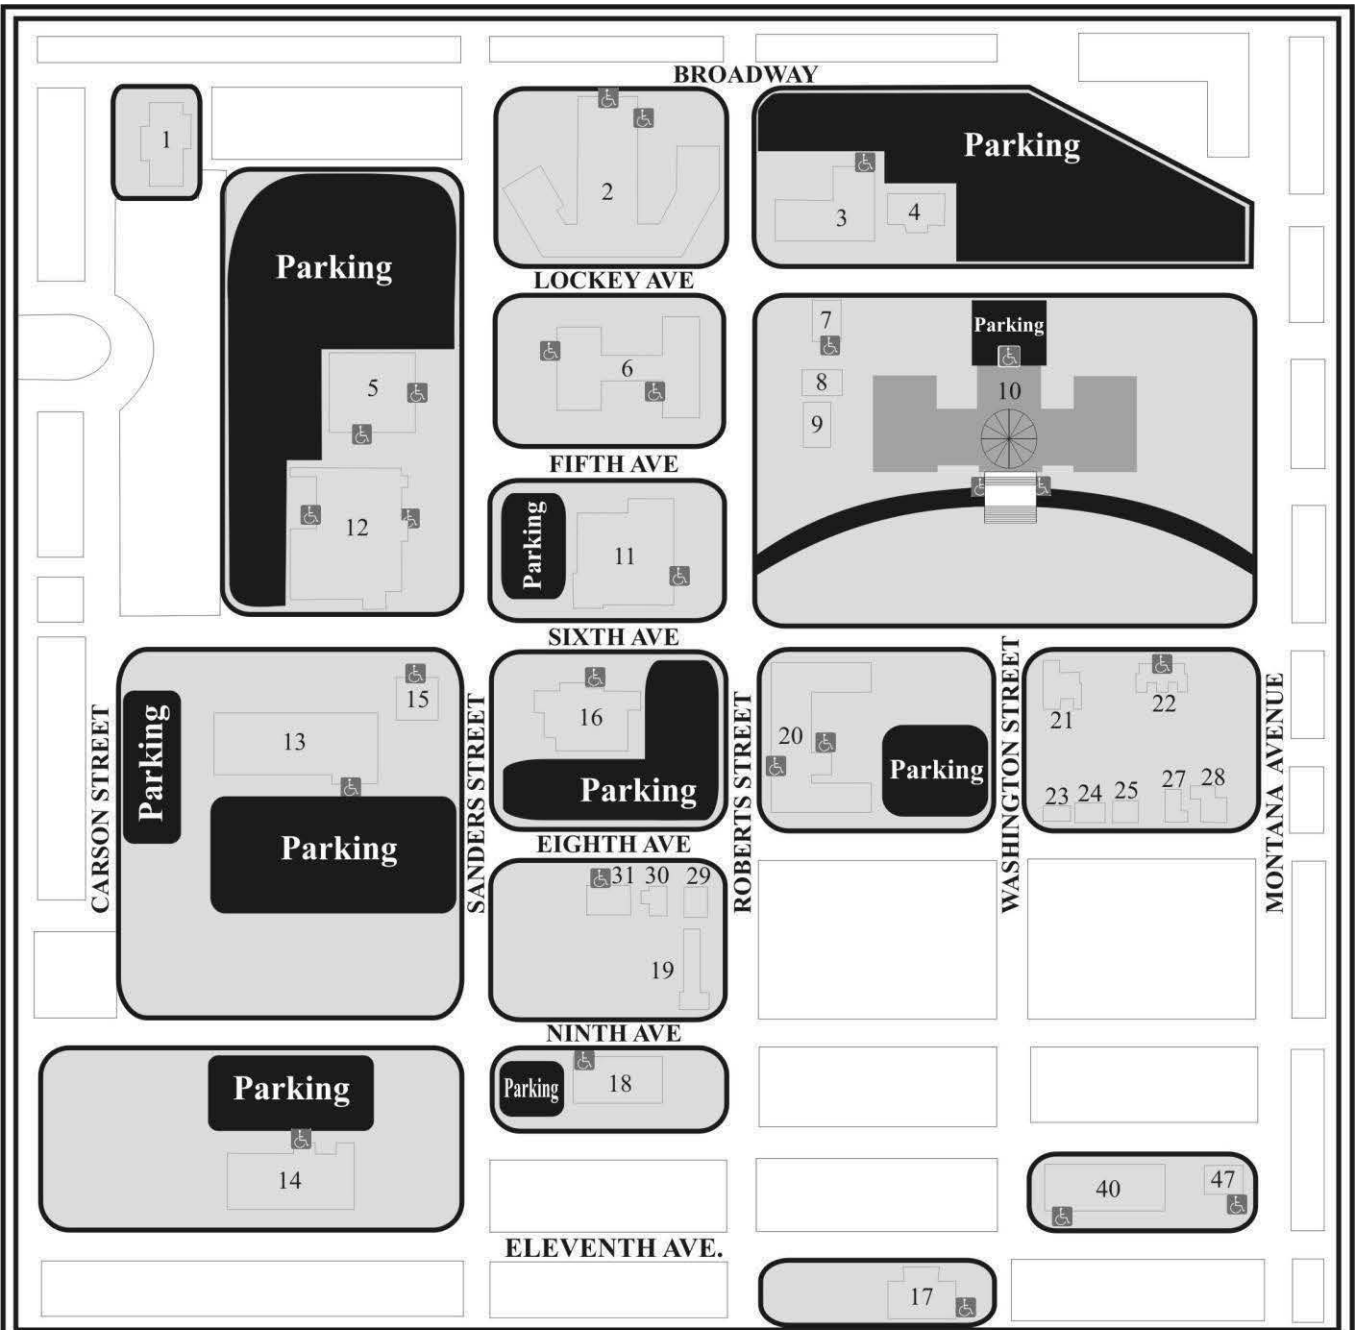 BROADWAY
1
2
Parking
3
4
Parking
LOCKEY AVE
5
6
7
Parking
8
10
9
FIFTH AVE
12
Parking
11
SIXTH AVE
CARSON STREET
Parking
13
15
SANDERS STREET
16
Parking
ROBERTS STREET
20
Parking
WASHINGTON STREET
21
22
23
24
25
27
28
MONTANA AVENUE
Parking
EIGHTH AVE
31
30
29
19
NINTH AVE
Parking
14
Parking
18
40
47
ELEVENTH AVE.
17